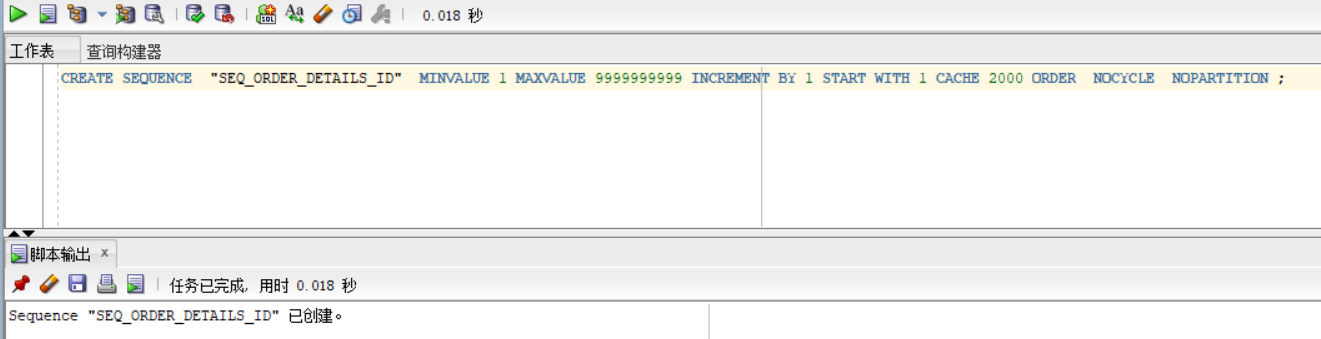 0.018 秒
工作表 查询构建器
CREATE SEQUENCE "SEQ_ORDER_DETAILS_ID" MINVALUE 1 MAXVALUE 9999999999 INCREMENT BY 1 START WITH 1 CACHE 2000 ORDER NOCYCLE NOPARTITION ;
脚本输出 x
任务已完成, 用时 0.018 秒
Sequence "SEQ_ORDER_DETAILS_ID" 已创建。